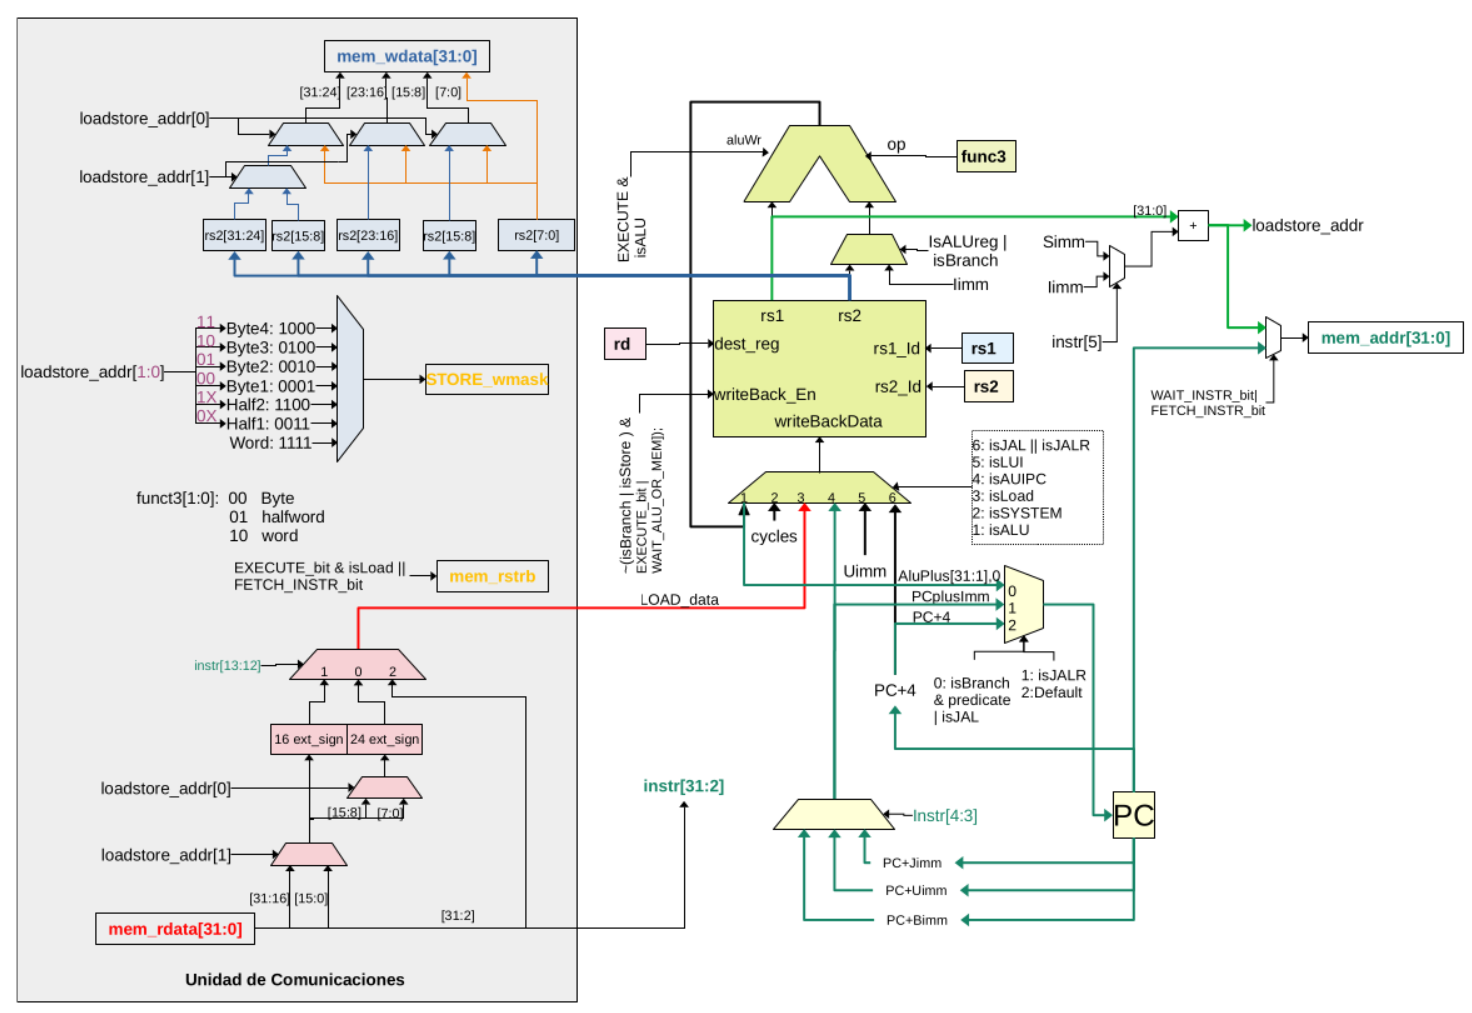 mem_wdata[31:0]
[31:24]
[23:16]
[15:8]
[7:0]
loadstore_addr[0]
loadstore_addr[1]
rs2[31:24]
rs2[15:8]
rs2[23:16]
rs2[15:8]
rs2[7:0]
loadstore_addr[1:0]
11
Byte4: 1000
10
Byte3: 0100
01
Byte2: 0010
00
Byte1: 0001
1X
Half2: 1100
0X
Half1: 0011
Word: 1111
STORE_wmask
funct3[1:0]: 00 Byte
01 halfword
10 word
EXECUTE_bit & isLoad ||
FETCH_INSTR_bit
mem_rstrb
LOAD_data
instr[13:12]
1
0
2
16 ext_sign
24 ext_sign
loadstore_addr[0]
[15:8]
[7:0]
loadstore_addr[1]
[31:16]
[15:0]
mem_rdata[31:0]
[31:2]
Unidad de Comunicaciones
instr[31:2]
aluWr
op
func3
EXECUTE &
isALU
IsALUreg |
isBranch
Iimm
rs1
rs2
rd
dest_reg
rs1_Id
rs1
rs2_Id
rs2
writeBack_En
writeBackData
~(isBranch | isStore ) &
EXECUTE_bit |
WAIT_ALU_OR_MEM]);
1
2
3
4
5
6
6: isJAL || isJALR
5: isLUI
4: isAUIPC
3: isLoad
2: isSYSTEM
1: isALU
cycles
Uimm
AluPlus[31:1],0
PCplusImm
PC+4
0
1
2
0: isBranch
& predicate
| isJAL
1: isJALR
2:Default
PC+4
PC
Instr[4:3]
PC+Jimm
PC+Uimm
PC+Bimm
[31:0]
+
loadstore_addr
Simm
Iimm
instr[5]
mem_addr[31:0]
WAIT_INSTR_bit|
FETCH_INSTR_bit